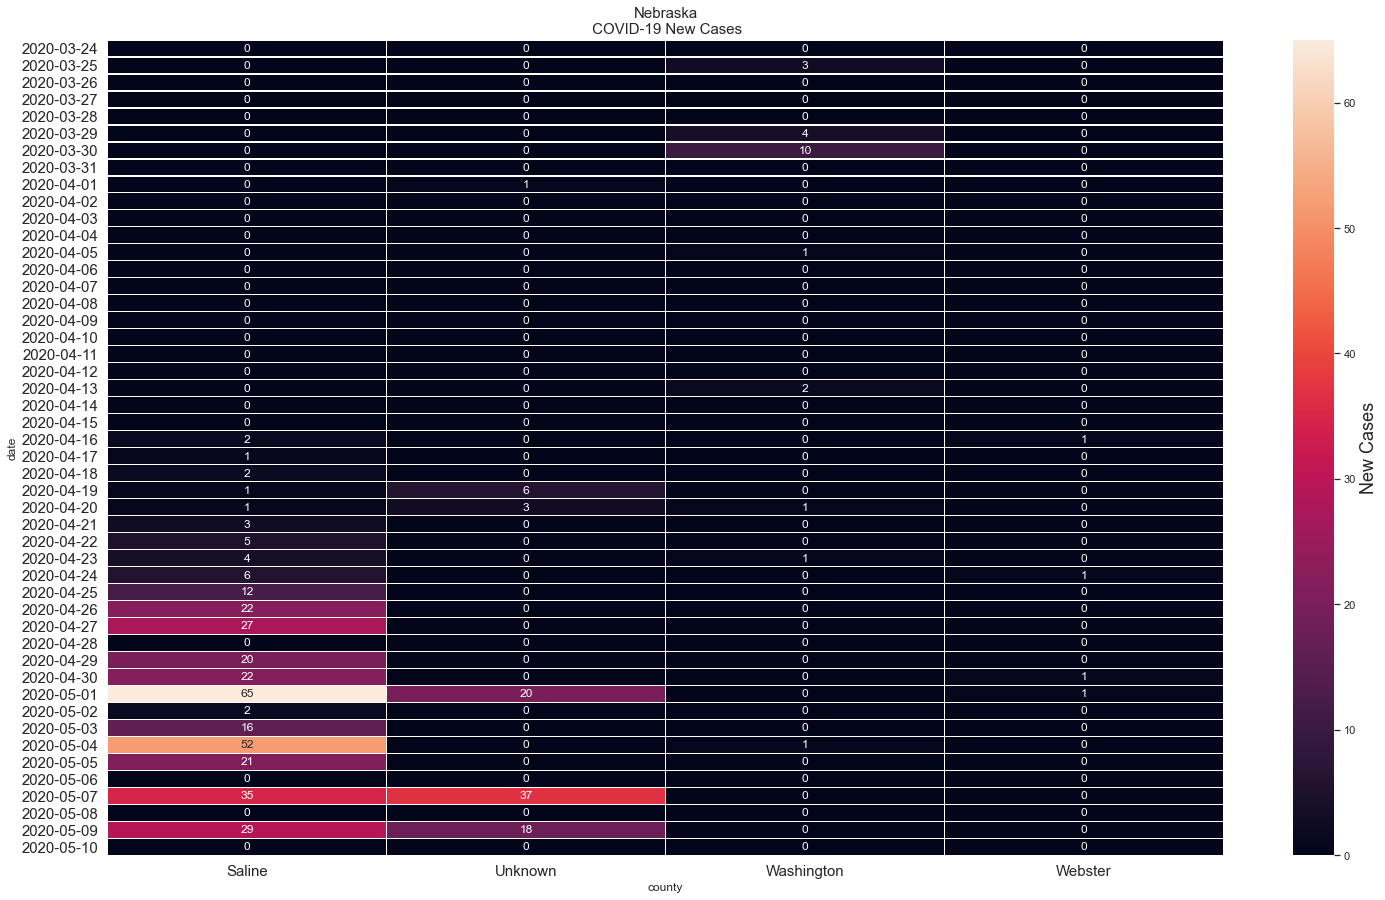 Nebraska
COVID-19 New Cases
2020-03-24 0 0 0 0
2020-03-25 0 0 3 0
2020-03-26 0 0 0 0
2020-03-27 0 0 0 0
2020-03-28 0 0 0 0
2020-03-29 0 0 4 0
2020-03-30 0 0 10 0
2020-03-31 0 0 0 0
2020-04-01 0 1 0 0
2020-04-02 0 0 0 0
2020-04-03 0 0 0 0
2020-04-04 0 0 0 0
2020-04-05 0 0 1 0
2020-04-06 0 0 0 0
2020-04-07 0 0 0 0
2020-04-08 0 0 0 0
2020-04-09 0 0 0 0
2020-04-10 0 0 0 0
2020-04-11 0 0 0 0
2020-04-12 0 0 0 0
2020-04-13 0 0 2 0
2020-04-14 0 0 0 0
2020-04-15 0 0 0 0
2020-04-16 2 0 0 1
2020-04-17 1 0 0 0
2020-04-18 2 0 0 0
2020-04-19 1 6 0 0
2020-04-20 1 3 1 0
2020-04-21 3 0 0 0
2020-04-22 5 0 0 0
2020-04-23 4 0 1 0
2020-04-24 6 0 0 1
2020-04-25 12 0 0 0
2020-04-26 22 0 0 0
2020-04-27 27 0 0 0
2020-04-28 0 0 0 0
2020-04-29 20 0 0 0
2020-04-30 22 0 0 1
2020-05-01 65 20 0 1
2020-05-02 2 0 0 0
2020-05-03 16 0 0 0
2020-05-04 52 0 1 0
2020-05-05 21 0 0 0
2020-05-06 0 0 0 0
2020-05-07 35 37 0 0
2020-05-08 0 0 0 0
2020-05-09 29 18 0 0
2020-05-10 0 0 0 0
date
Saline Unknown Washington Webster
county
60
50
40
30
20
10
0
New Cases